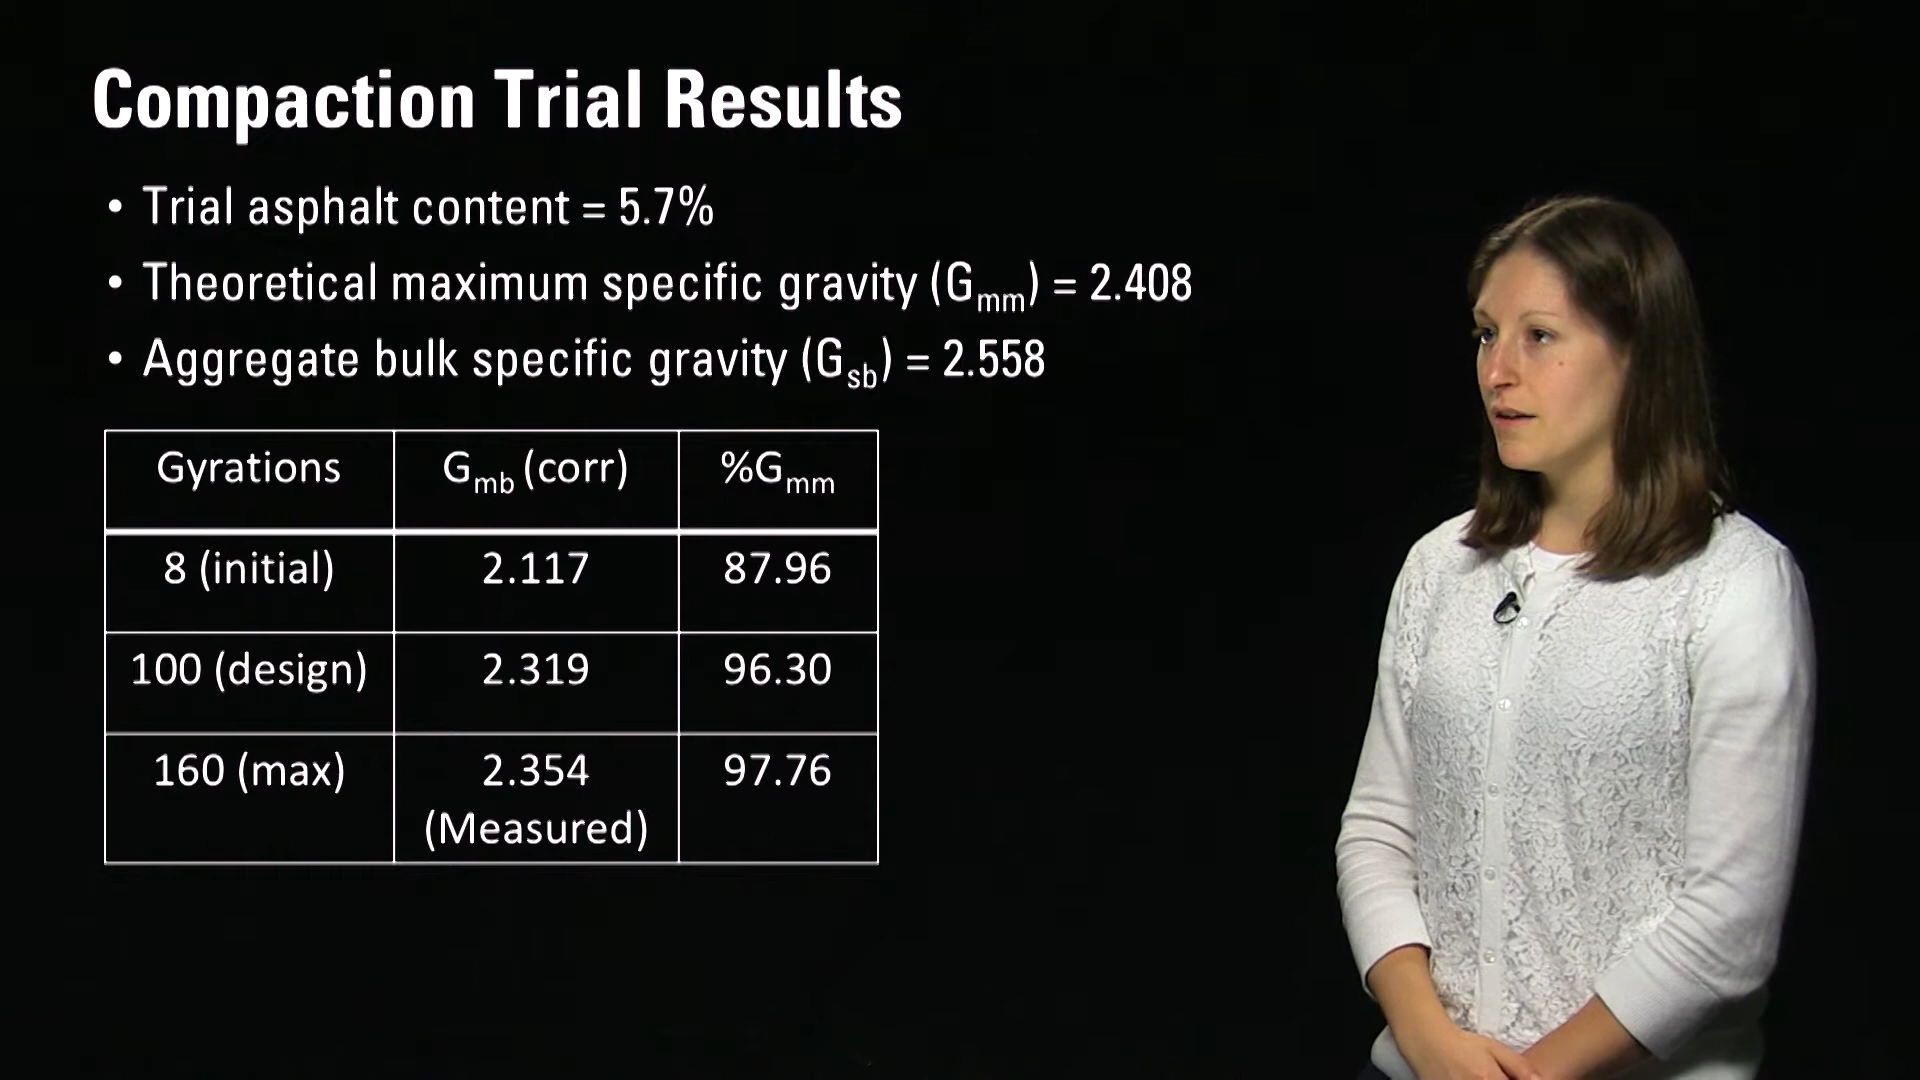 Compaction Trial Results
• Trial asphalt content = 5.7%
• Theoretical maximum specific gravity (Gmm) = 2.408
• Aggregate bulk specific gravity (Gsb) = 2.558
Gyrations Gmb (corr) %Gmm
8 (initial) 2.117 87.96
100 (design) 2.319 96.30
160 (max) 2.354 97.76
(Measured)